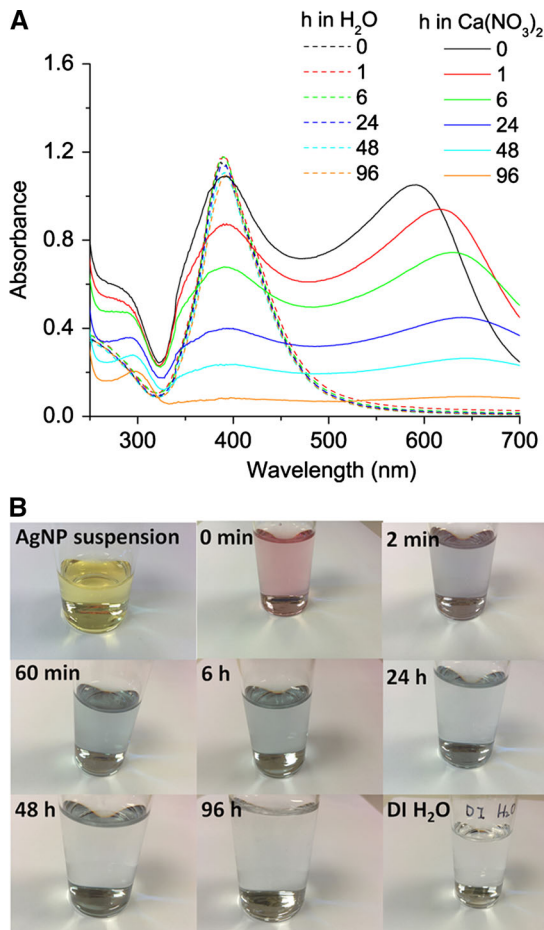 A
h in H₂O h in Ca(NO₃)₂
0 0
1 1
6 6
24 24
48 48
96 96
Absorbance
1.6
1.2
0.8
0.4
0.0
300 400 500 600 700
Wavelength (nm)
B
AgNP suspension 0 min 2 min
60 min 6 h 24 h
48 h 96 h DI H₂O
DI H₂O